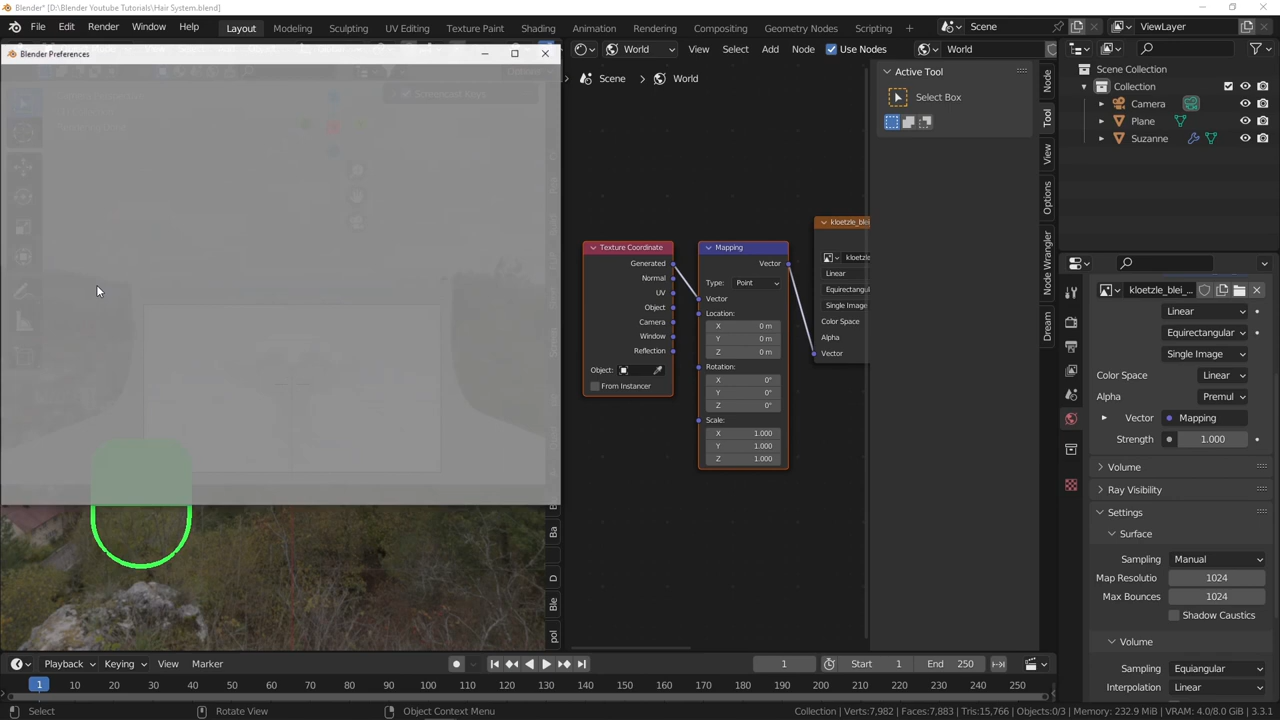 Blender* [D:\Blender Youtube Tutorials\Hair System.blend]
File Edit Render Window Help Layout Modeling Sculpting UV Editing Texture Paint Shading Animation Rendering Compositing Geometry Nodes Scripting Scene ViewLayer
Blender Preferences
World View Select Add Node Use Nodes World
Screencast Keys
Scene World
Active Tool
Select Box
Node
Tool
View
Options
Node Wrangler
Dream
Scene Collection
Collection
Camera
Plane
Suzanne
Texture Coordinate
Generated
Normal
UV
Object
Camera
Window
Reflection
Object:
From Instancer
Mapping
Vector
Type: Point
Vector
Location:
X 0 m
Y 0 m
Z 0 m
Rotation:
X 0°
Y 0°
Z 0°
Scale:
X 1.000
Y 1.000
Z 1.000
kloetzle_blei
kloetzle
Linear
Equirectangular
Single Image
Color Space
Alpha
Vector
kloetzle_blei_...
Linear
Equirectangular
Single Image
Color Space Linear
Alpha Premul
Vector Mapping
Strength 1.000
Volume
Ray Visibility
Settings
Surface
Sampling Manual
Map Resolutio 1024
Max Bounces 1024
Shadow Caustics
Volume
Sampling Equiangular
Interpolation Linear
Ba
D
Ble
pol
Playback Keying View Marker 1 Start 1 End 250
1 10 20 30 40 50 60 70 80 90 100 110 120 130 140 150 160 170 180 190 200 210 220 230 240 250
Select Rotate View Object Context Menu Collection | Verts:7,982 | Faces:7,883 | Tris:15,766 | Objects:0/3 | Memory: 232.9 MiB | VRAM: 4.0/8.0 GiB | 3.3.1